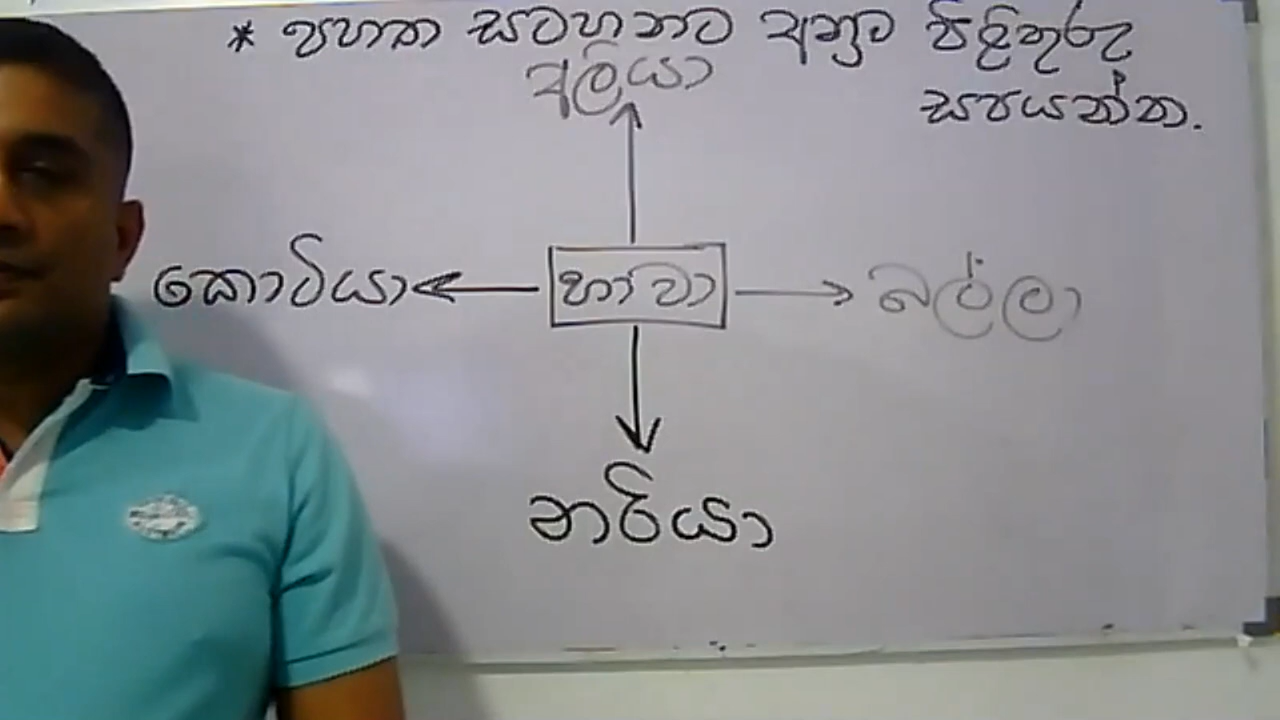 * පහත සටහනට අනුව පිළිතුරු
සපයන්න.
අලියා
කොටියා
හාවා
බල්ලා
නරියා